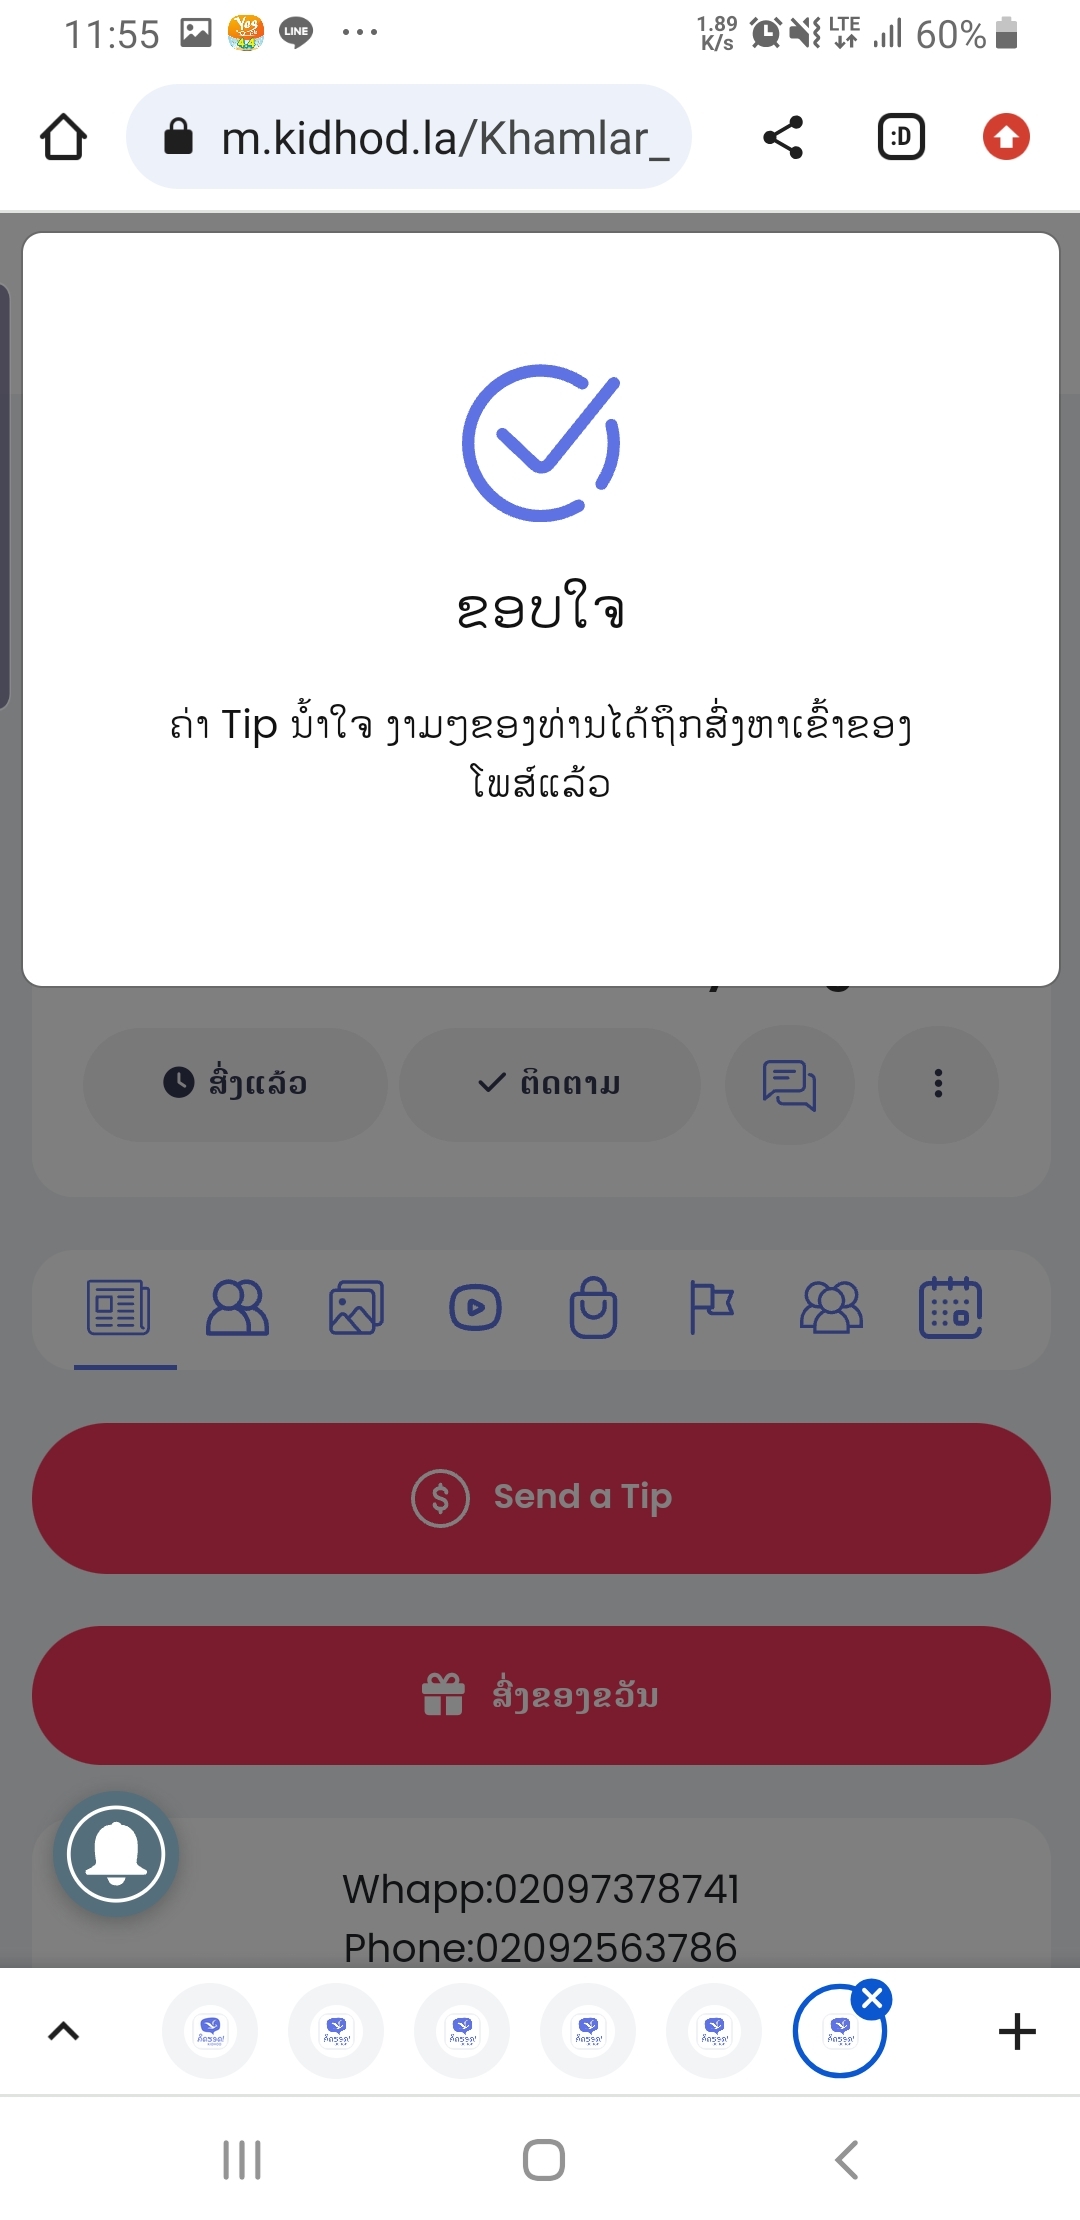 11:55
LINE
1.89
K/s
LTE
60%
m.kidhod.la/Khamlar_
:D
ຂອບໃຈ
ຄ່າ Tip ນ້ຳໃຈ ງາມໆຂອງທ່ານໄດ້ຖຶກສົ່ງຫາເຂົ້າຂອງ
ໂພສ໌ແລ້ວ
ສົ່ງແລ້ວ
ຕິດຕາມ
Send a Tip
ສົ່ງຂອງຂວັນ
Whapp:02097378741
Phone:02092563786